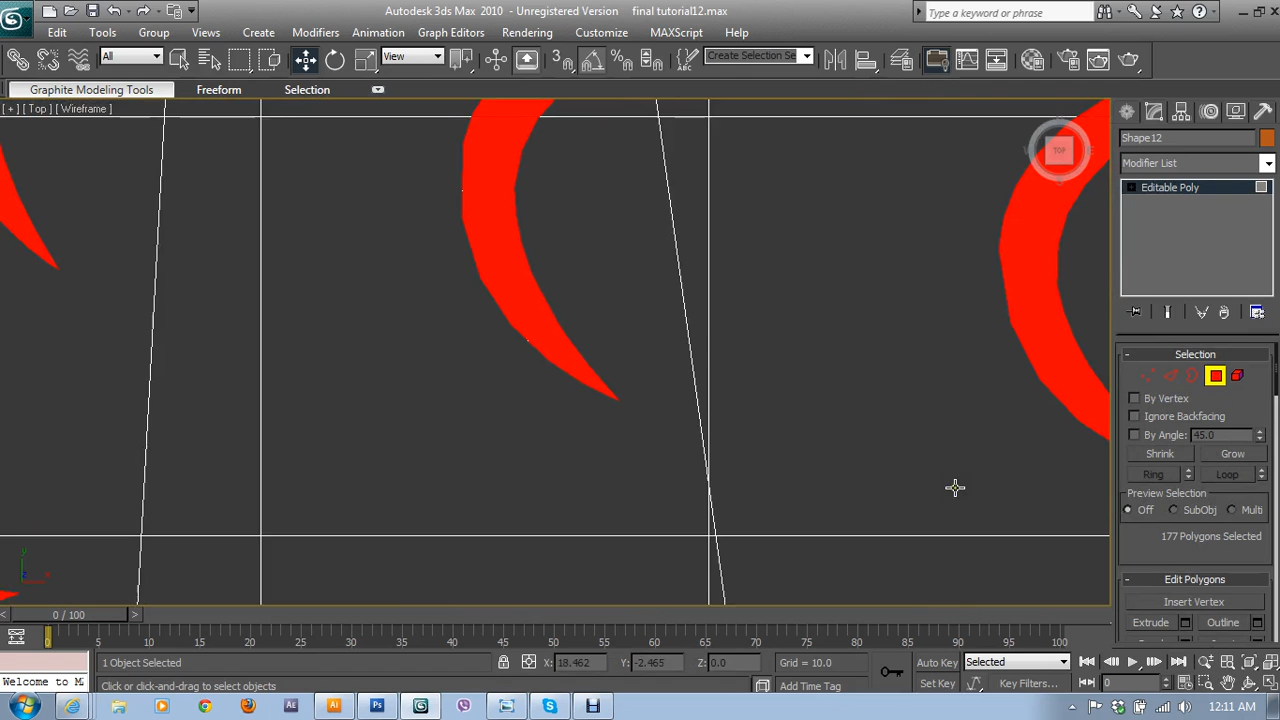 Autodesk 3ds Max 2010 - Unregistered Version final tutorial12.max
Type a keyword or phrase
Edit Tools Group Views Create Modifiers Animation Graph Editors Rendering Customize MAXScript Help
All View Create Selection Se
Graphite Modeling Tools Freeform Selection
[ + ] [ Top ] [ Wireframe ]
TOP
Shape12
Modifier List
Editable Poly
Selection
By Vertex
Ignore Backfacing
By Angle: 45.0
Shrink Grow
Ring Loop
Preview Selection
Off SubObj Multi
177 Polygons Selected
Edit Polygons
Insert Vertex
Extrude Outline
y
0 / 100
0 5 10 15 20 25 30 35 40 45 50 55 60 65 70 75 80 85 90 95 100
1 Object Selected X: 18.462 Y: -2.465 Z: 0.0 Grid = 10.0 Auto Key Selected
Welcome to M Click or click-and-drag to select objects Add Time Tag Set Key Key Filters... 0
12:11 AM